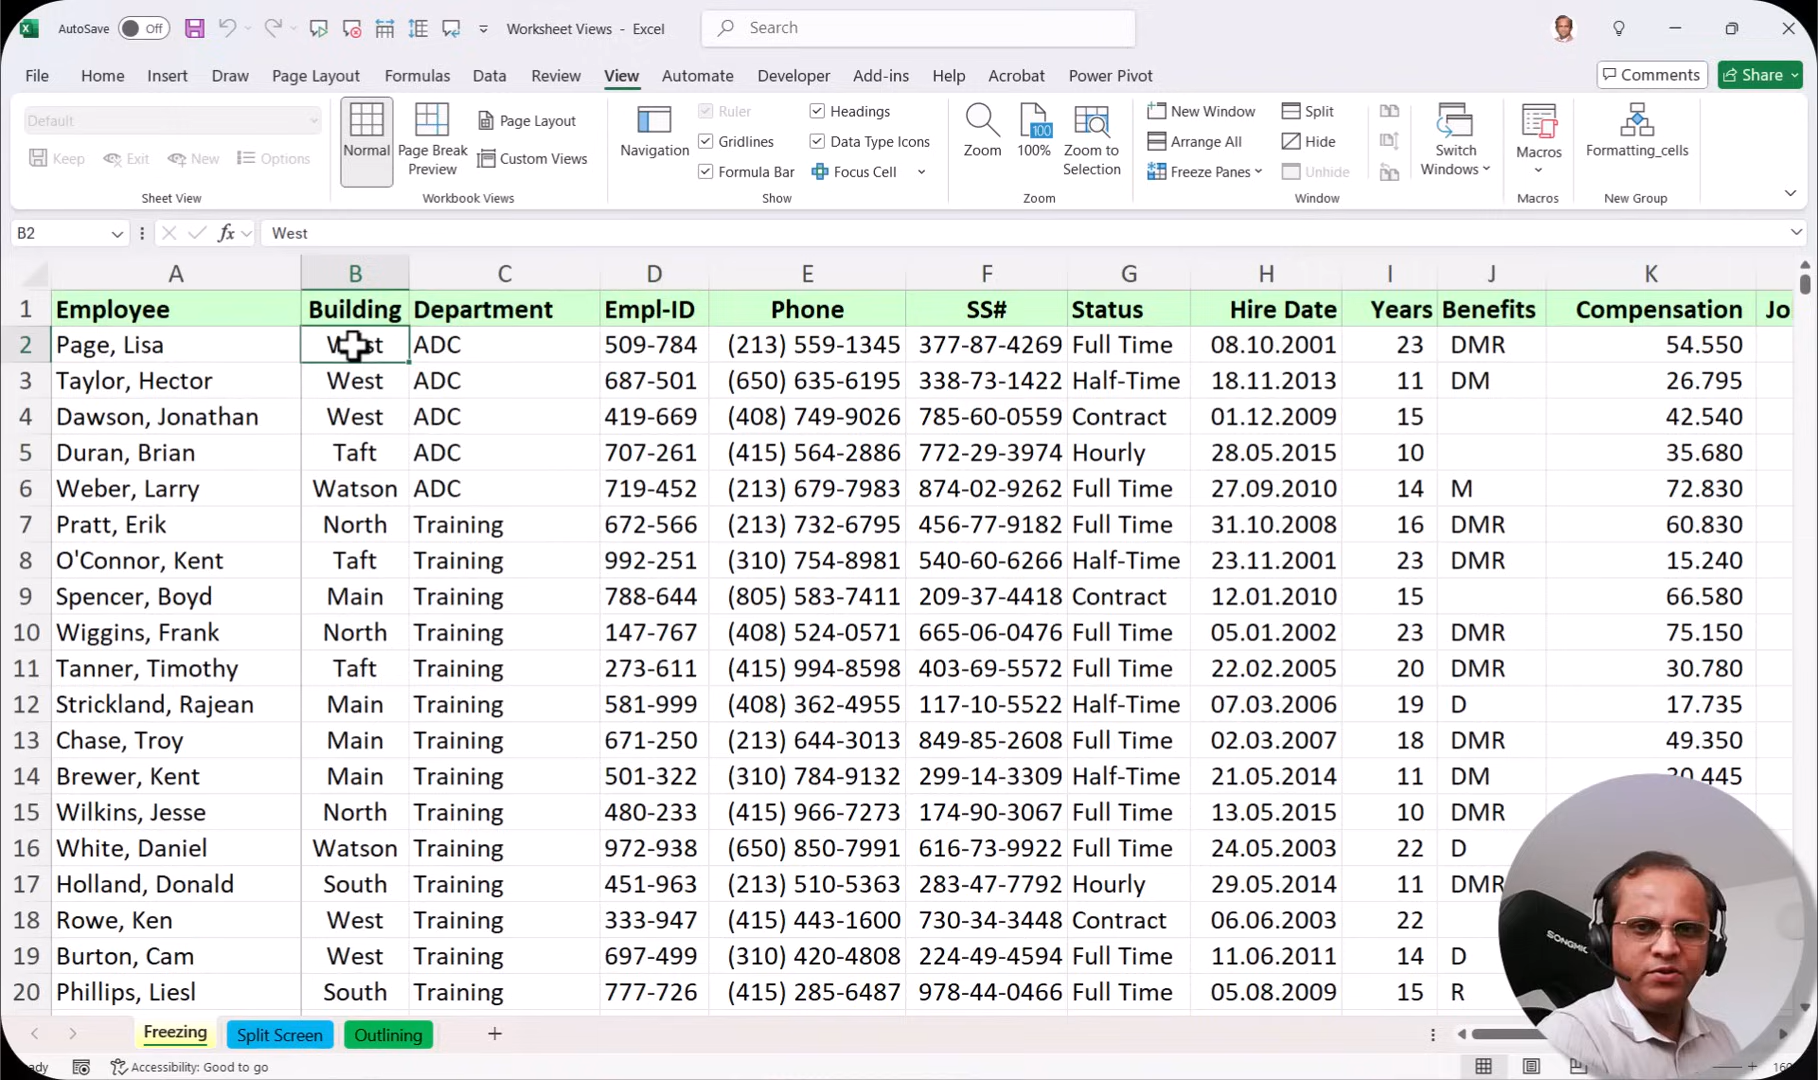 AutoSave Off Worksheet Views - Excel Search
File Home Insert Draw Page Layout Formulas Data Review View Automate Developer Add-ins Help Acrobat Power Pivot Comments Share
Default
Keep Exit New Options
Sheet View
Normal
Page Break Preview
Page Layout
Custom Views
Workbook Views
Navigation
Ruler Headings
Gridlines Data Type Icons
Formula Bar Focus Cell
Show
Zoom
100 100%
Zoom to Selection
Zoom
New Window Split
Arrange All Hide
Freeze Panes Unhide
Switch Windows
Window
Macros
Macros
Formatting_cells
New Group
B2 fx West
A B C D E F G H I J K
1 Employee Building Department Empl-ID Phone SS# Status Hire Date Years Benefits Compensation Jo
2 Page, Lisa West ADC 509-784 (213) 559-1345 377-87-4269 Full Time 08.10.2001 23 DMR 54.550
3 Taylor, Hector West ADC 687-501 (650) 635-6195 338-73-1422 Half-Time 18.11.2013 11 DM 26.795
4 Dawson, Jonathan West ADC 419-669 (408) 749-9026 785-60-0559 Contract 01.12.2009 15 42.540
5 Duran, Brian Taft ADC 707-261 (415) 564-2886 772-29-3974 Hourly 28.05.2015 10 35.680
6 Weber, Larry Watson ADC 719-452 (213) 679-7983 874-02-9262 Full Time 27.09.2010 14 M 72.830
7 Pratt, Erik North Training 672-566 (213) 732-6795 456-77-9182 Full Time 31.10.2008 16 DMR 60.830
8 O'Connor, Kent Taft Training 992-251 (310) 754-8981 540-60-6266 Half-Time 23.11.2001 23 DMR 15.240
9 Spencer, Boyd Main Training 788-644 (805) 583-7411 209-37-4418 Contract 12.01.2010 15 66.580
10 Wiggins, Frank North Training 147-767 (408) 524-0571 665-06-0476 Full Time 05.01.2002 23 DMR 75.150
11 Tanner, Timothy Taft Training 273-611 (415) 994-8598 403-69-5572 Full Time 22.02.2005 20 DMR 30.780
12 Strickland, Rajean Main Training 581-999 (408) 362-4955 117-10-5522 Half-Time 07.03.2006 19 D 17.735
13 Chase, Troy Main Training 671-250 (213) 644-3013 849-85-2608 Full Time 02.03.2007 18 DMR 49.350
14 Brewer, Kent Main Training 501-322 (310) 784-9132 299-14-3309 Half-Time 21.05.2014 11 DM
15 Wilkins, Jesse North Training 480-233 (415) 966-7273 174-90-3067 Full Time 13.05.2015 10 DMR
16 White, Daniel Watson Training 972-938 (650) 850-7991 616-73-9922 Full Time 24.05.2003 22 D
17 Holland, Donald South Training 451-963 (213) 510-5363 283-47-7792 Hourly 29.05.2014 11 DMR
18 Rowe, Ken West Training 333-947 (415) 443-1600 730-34-3448 Contract 06.06.2003 22
19 Burton, Cam West Training 697-499 (310) 420-4808 224-49-4594 Full Time 11.06.2011 14 D
20 Phillips, Liesl South Training 777-726 (415) 285-6487 978-44-0466 Full Time 05.08.2009 15 R
SONGMIC
Freezing Split Screen Outlining
Accessibility: Good to go